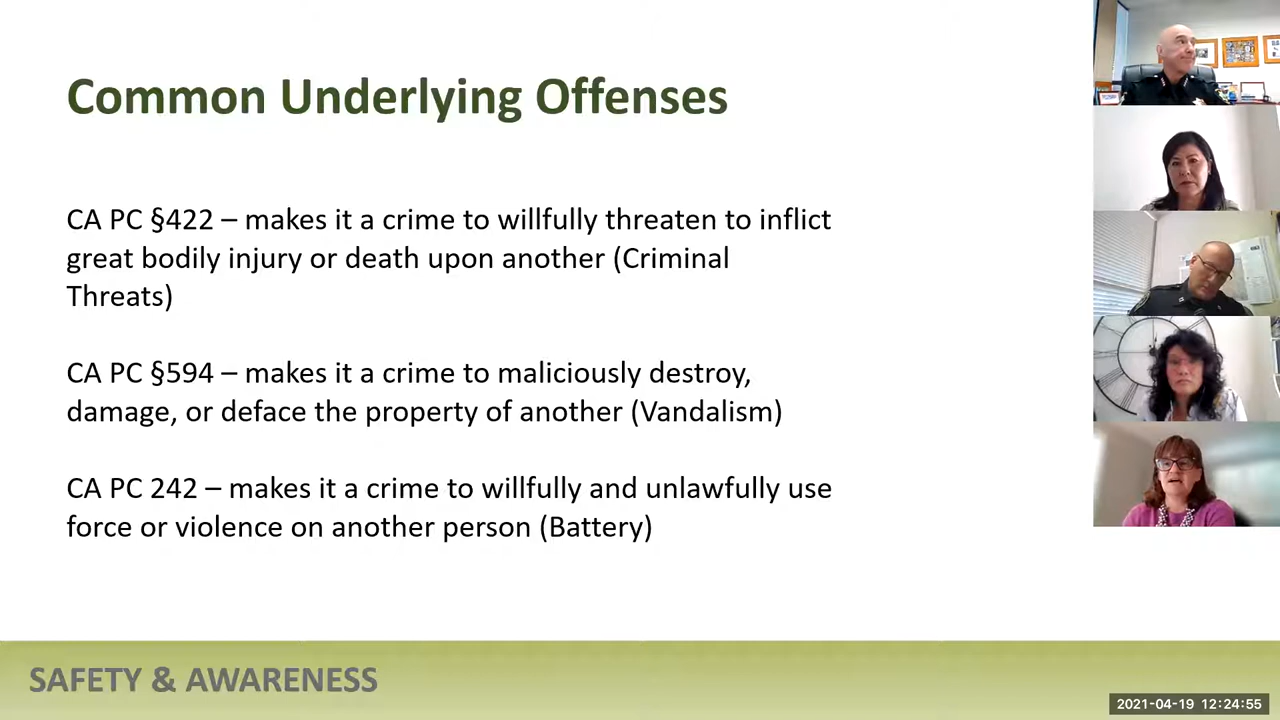 Common Underlying Offenses
CA PC §422 – makes it a crime to willfully threaten to inflict
great bodily injury or death upon another (Criminal
Threats)
CA PC §594 – makes it a crime to maliciously destroy,
damage, or deface the property of another (Vandalism)
CA PC 242 – makes it a crime to willfully and unlawfully use
force or violence on another person (Battery)
SAFETY & AWARENESS
2021-04-19 12:24:55